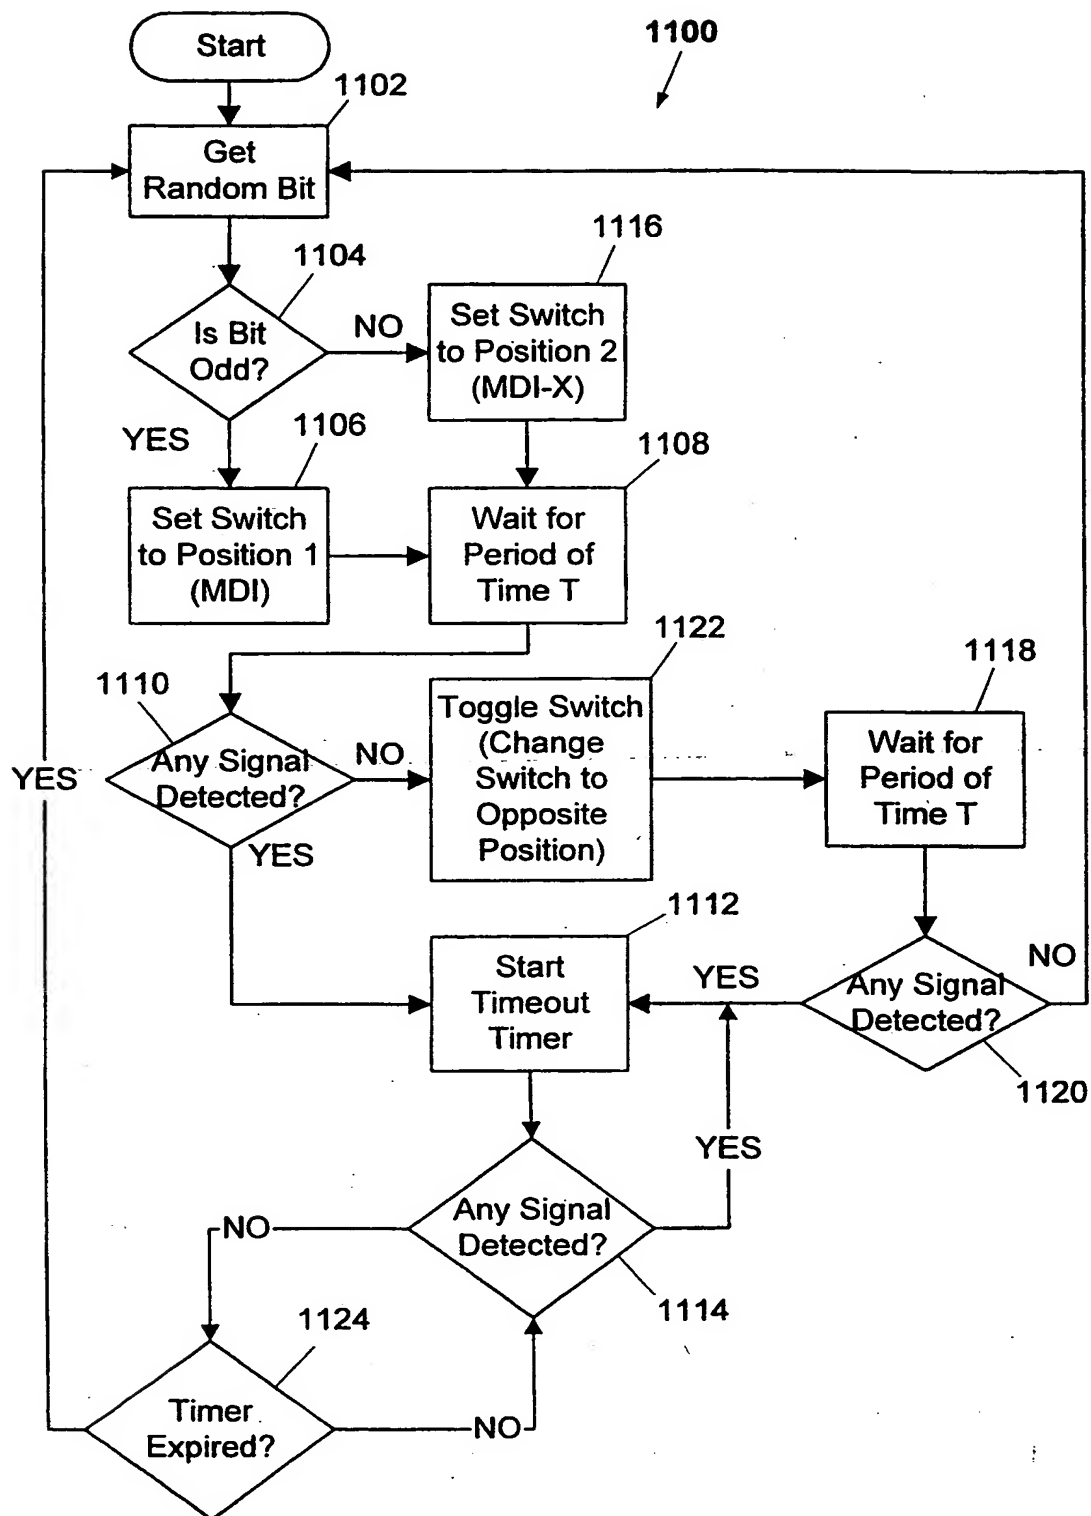 Start
1100
1102
Get
Random Bit
1104
Is Bit
Odd?
NO
1116
Set Switch
to Position 2
(MDI-X)
YES
1106
Set Switch
to Position 1
(MDI)
1108
Wait for
Period of
Time T
1110
Any Signal
Detected?
NO
YES
1122
Toggle Switch
(Change
Switch to
Opposite
Position)
1118
Wait for
Period of
Time T
YES
1112
Start
Timeout
Timer
YES
Any Signal
Detected?
NO
1120
YES
Any Signal
Detected?
1114
NO
1124
Timer
Expired?
NO